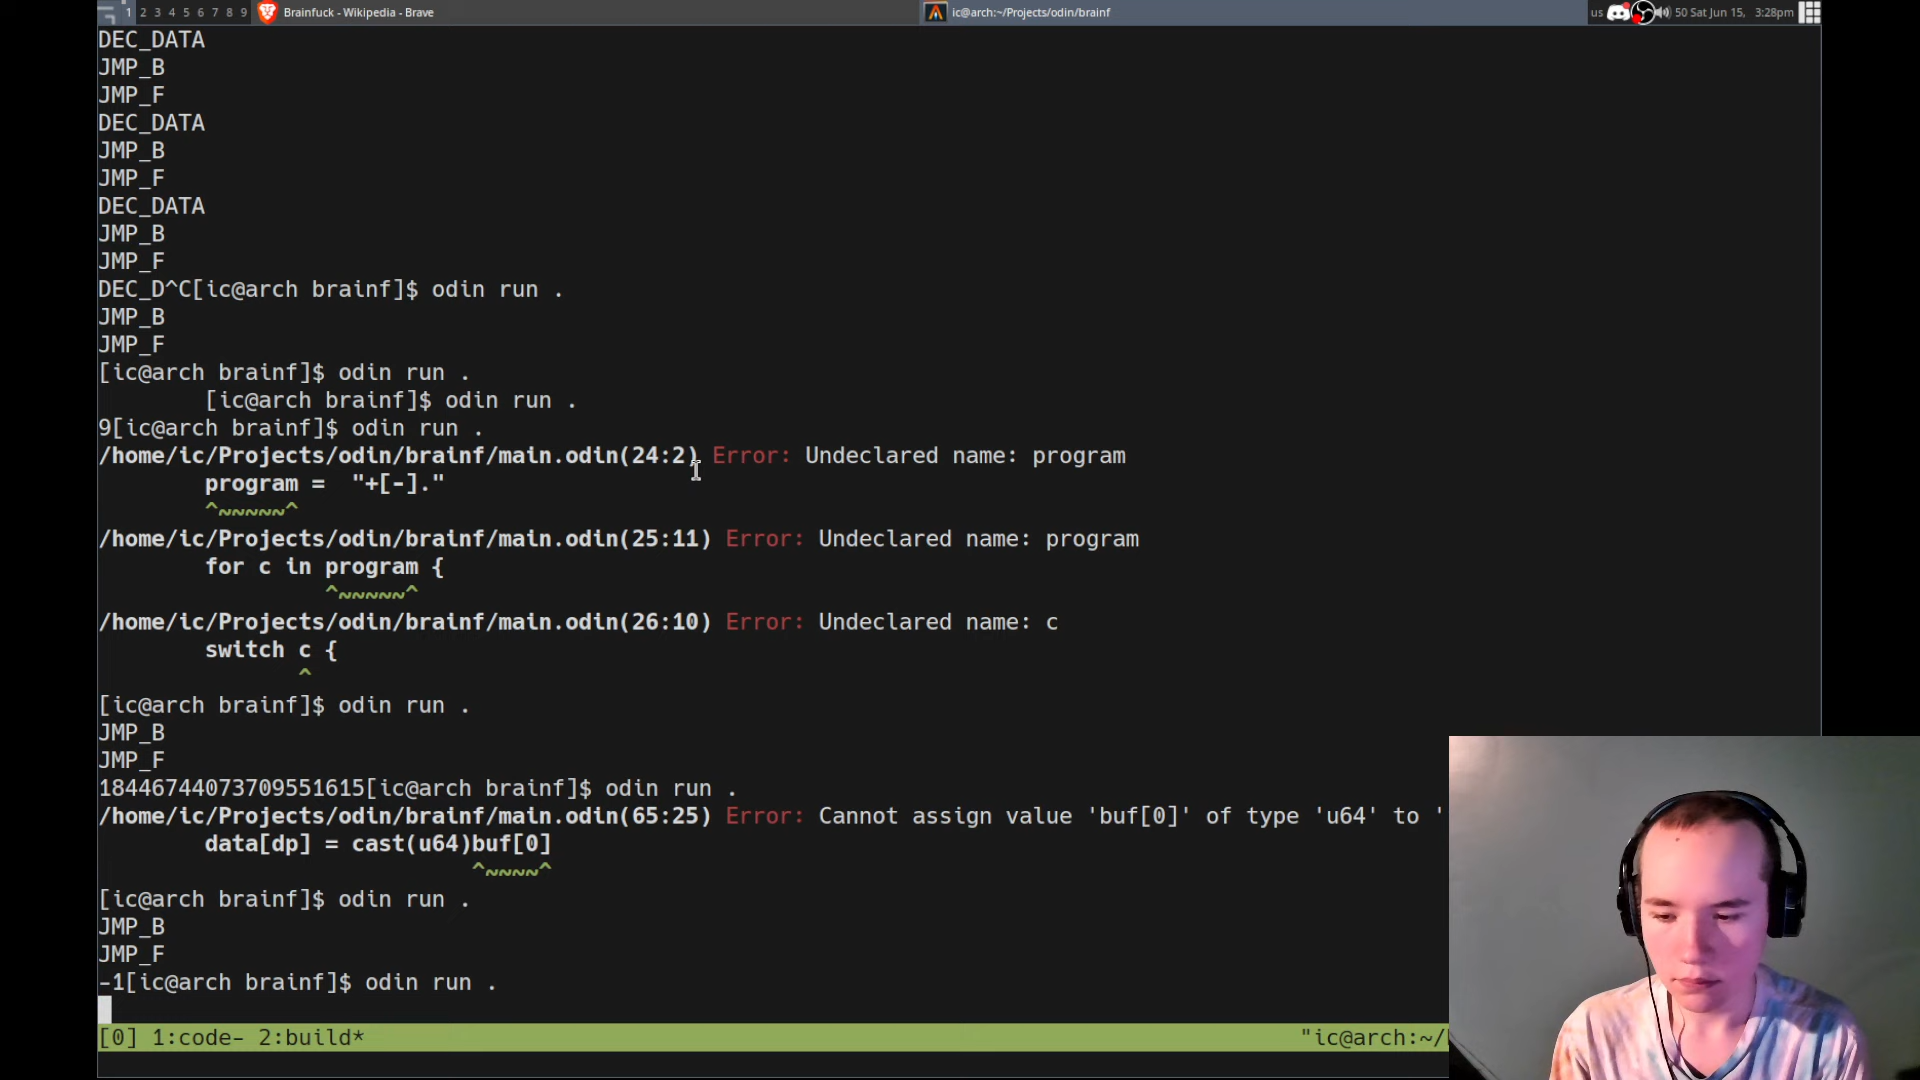 1 2 3 4 5 6 7 8 9 Brainfuck - Wikipedia - Brave ic@arch:~/Projects/odin/brainf us 50 Sat Jun 15, 3:28pm
DEC_DATA
JMP_B
JMP_F
DEC_DATA
JMP_B
JMP_F
DEC_DATA
JMP_B
JMP_F
DEC_D^C[ic@arch brainf]$ odin run .
JMP_B
JMP_F
[ic@arch brainf]$ odin run .
[ic@arch brainf]$ odin run .
9[ic@arch brainf]$ odin run .
/home/ic/Projects/odin/brainf/main.odin(24:2) Error: Undeclared name: program
program =  "+[-]."
^~~~~~^
/home/ic/Projects/odin/brainf/main.odin(25:11) Error: Undeclared name: program
for c in program {
^~~~~~^
/home/ic/Projects/odin/brainf/main.odin(26:10) Error: Undeclared name: c
switch c {
^
[ic@arch brainf]$ odin run .
JMP_B
JMP_F
18446744073709551615[ic@arch brainf]$ odin run .
/home/ic/Projects/odin/brainf/main.odin(65:25) Error: Cannot assign value 'buf[0]' of type 'u64' to '
data[dp] = cast(u64)buf[0]
^~~~~^
[ic@arch brainf]$ odin run .
JMP_B
JMP_F
-1[ic@arch brainf]$ odin run .
[0] 1:code- 2:build* "ic@arch:~/